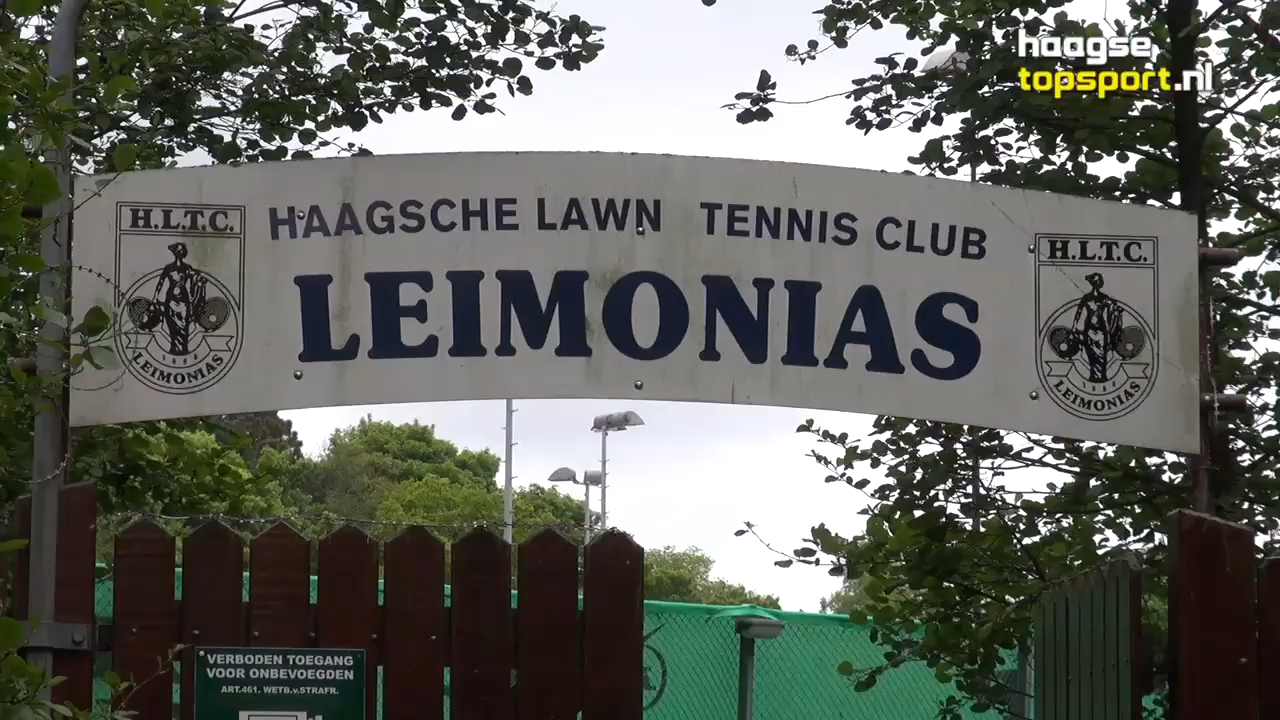 haagse
topsport.nl
HAAGSCHE LAWN TENNIS CLUB
LEIMONIAS
H.L.T.C.
LEIMONIAS
H.L.T.C.
LEIMONIAS
VERBODEN TOEGANG
VOOR ONBEVOEGDEN
ART.461. WETB.v.STRAFR.